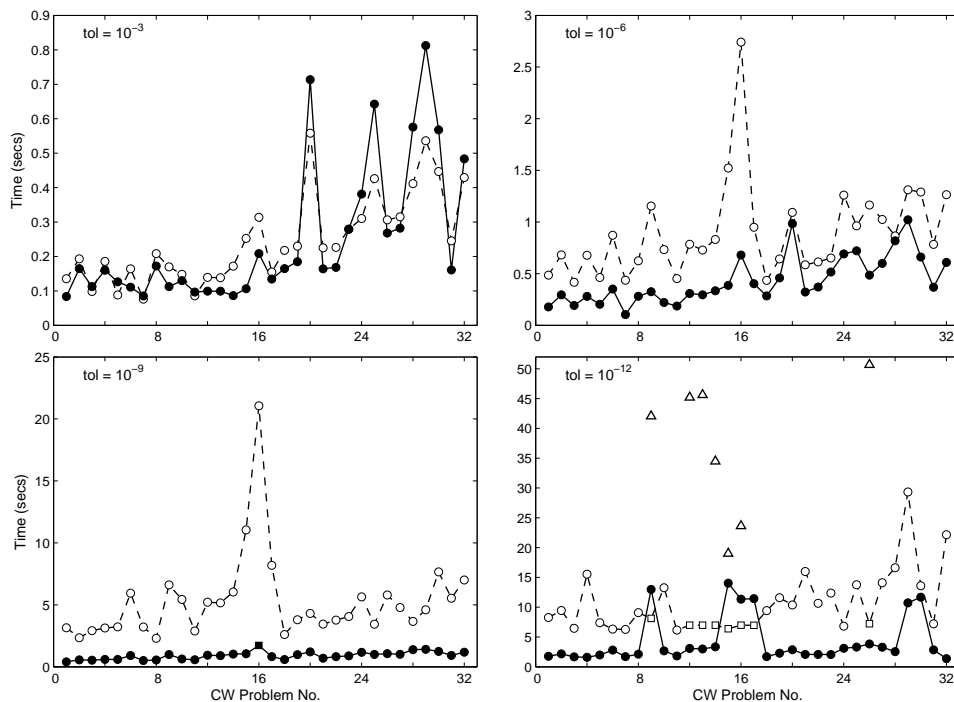 tol = 10⁻³
0.9
0.8
0.7
0.6
0.5
0.4
0.3
0.2
0.1
0
Time (secs)
0 8 16 24 32
tol = 10⁻⁶
3
2.5
2
1.5
1
0.5
0
0 8 16 24 32
tol = 10⁻⁹
25
20
15
10
5
0
Time (secs)
0 8 16 24 32
CW Problem No.
tol = 10⁻¹²
50
45
40
35
30
25
20
15
10
5
0
0 8 16 24 32
CW Problem No.